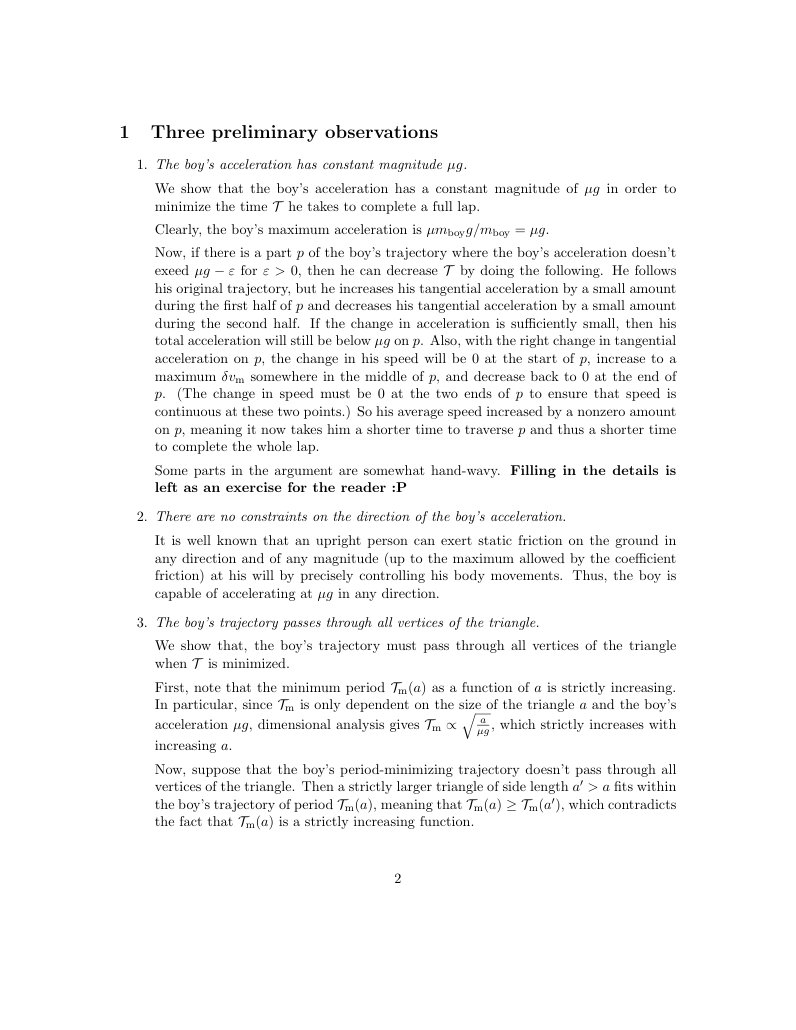 1 Three preliminary observations
1. The boy's acceleration has constant magnitude μg.
We show that the boy's acceleration has a constant magnitude of μg in order to
minimize the time 𝒯 he takes to complete a full lap.
Clearly, the boy's maximum acceleration is μm_boy g/m_boy = μg.
Now, if there is a part p of the boy's trajectory where the boy's acceleration doesn't
exeed μg − ε for ε > 0, then he can decrease 𝒯 by doing the following. He follows
his original trajectory, but he increases his tangential acceleration by a small amount
during the first half of p and decreases his tangential acceleration by a small amount
during the second half. If the change in acceleration is sufficiently small, then his
total acceleration will still be below μg on p. Also, with the right change in tangential
acceleration on p, the change in his speed will be 0 at the start of p, increase to a
maximum δv_m somewhere in the middle of p, and decrease back to 0 at the end of
p. (The change in speed must be 0 at the two ends of p to ensure that speed is
continuous at these two points.) So his average speed increased by a nonzero amount
on p, meaning it now takes him a shorter time to traverse p and thus a shorter time
to complete the whole lap.
Some parts in the argument are somewhat hand-wavy. Filling in the details is
left as an exercise for the reader :P
2. There are no constraints on the direction of the boy's acceleration.
It is well known that an upright person can exert static friction on the ground in
any direction and of any magnitude (up to the maximum allowed by the coefficient
friction) at his will by precisely controlling his body movements. Thus, the boy is
capable of accelerating at μg in any direction.
3. The boy's trajectory passes through all vertices of the triangle.
We show that, the boy's trajectory must pass through all vertices of the triangle
when 𝒯 is minimized.
First, note that the minimum period 𝒯_m(a) as a function of a is strictly increasing.
In particular, since 𝒯_m is only dependent on the size of the triangle a and the boy's
acceleration μg, dimensional analysis gives 𝒯_m ∝ √(a/μg), which strictly increases with
increasing a.
Now, suppose that the boy's period-minimizing trajectory doesn't pass through all
vertices of the triangle. Then a strictly larger triangle of side length a′ > a fits within
the boy's trajectory of period 𝒯_m(a), meaning that 𝒯_m(a) ≥ 𝒯_m(a′), which contradicts
the fact that 𝒯_m(a) is a strictly increasing function.
2